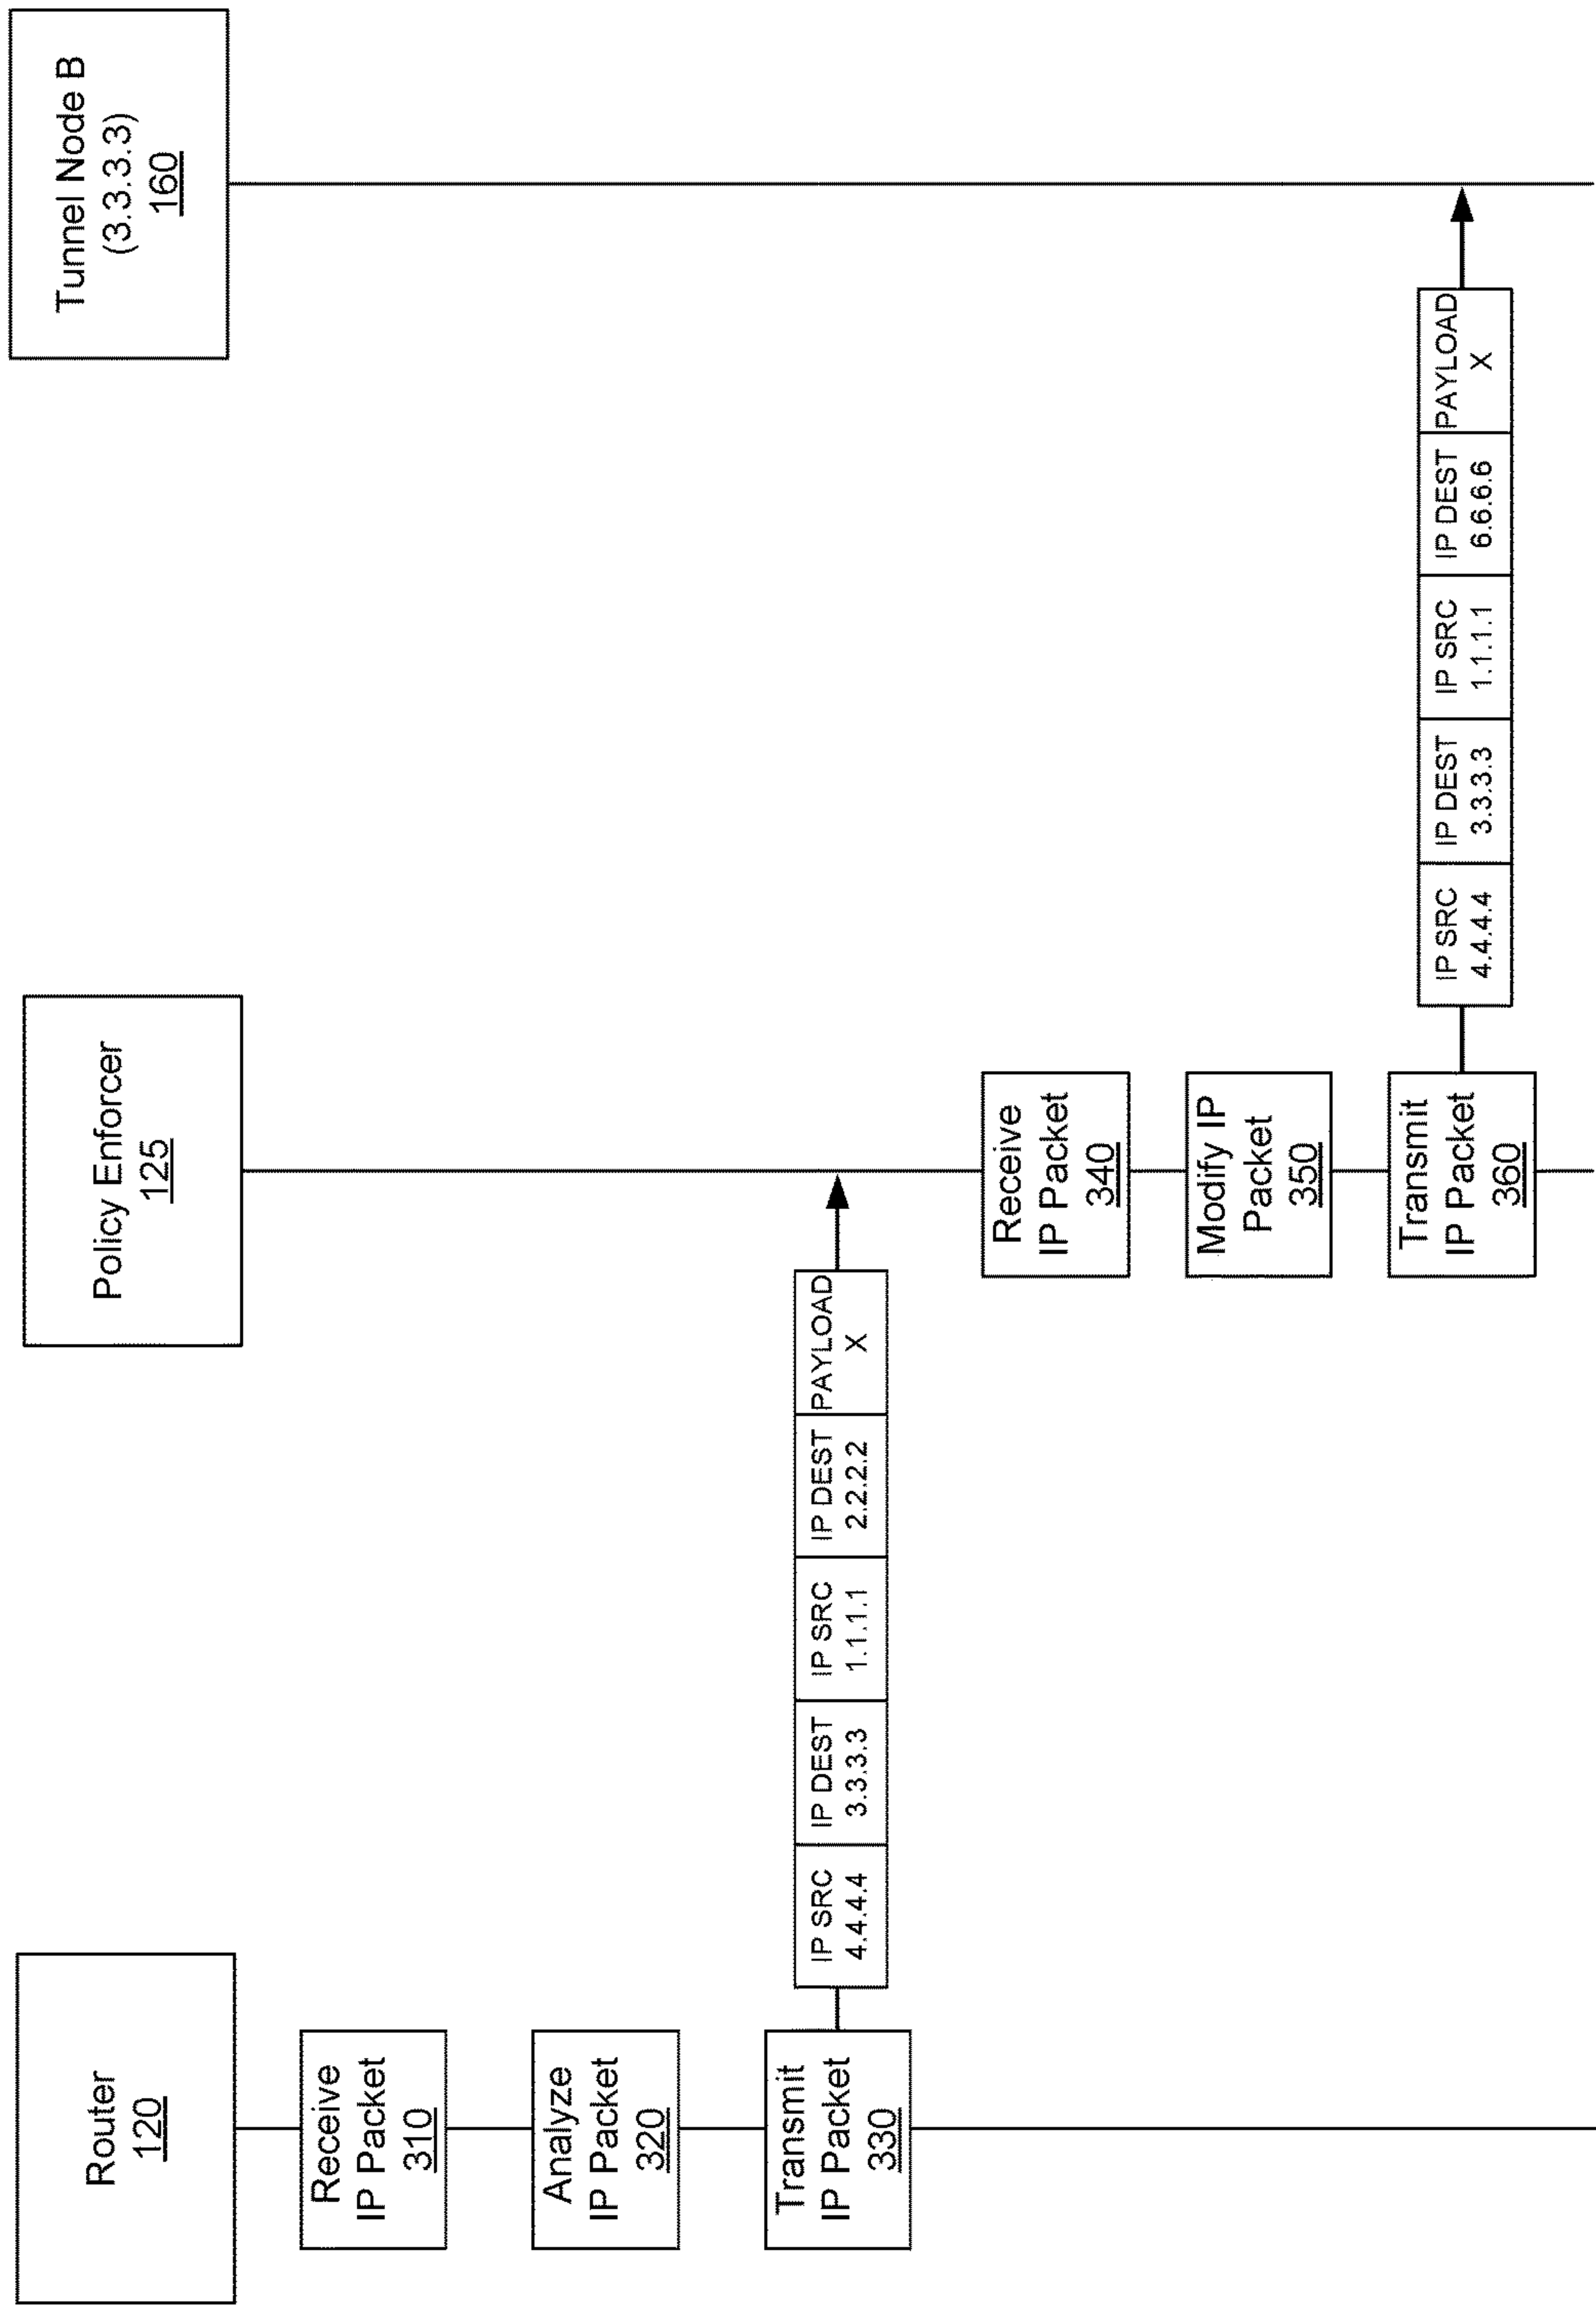 Router
120
Policy Enforcer
125
Tunnel Node B
(3.3.3.3)
160
Receive
IP Packet
310
Analyze
IP Packet
320
Transmit
IP Packet
330
IP SRC
4.4.4.4
IP DEST
3.3.3.3
IP SRC
1.1.1.1
IP DEST
2.2.2.2
PAYLOAD
X
Receive
IP Packet
340
Modify IP
Packet
350
Transmit
IP Packet
360
IP SRC
4.4.4.4
IP DEST
3.3.3.3
IP SRC
1.1.1.1
IP DEST
6.6.6.6
PAYLOAD
X